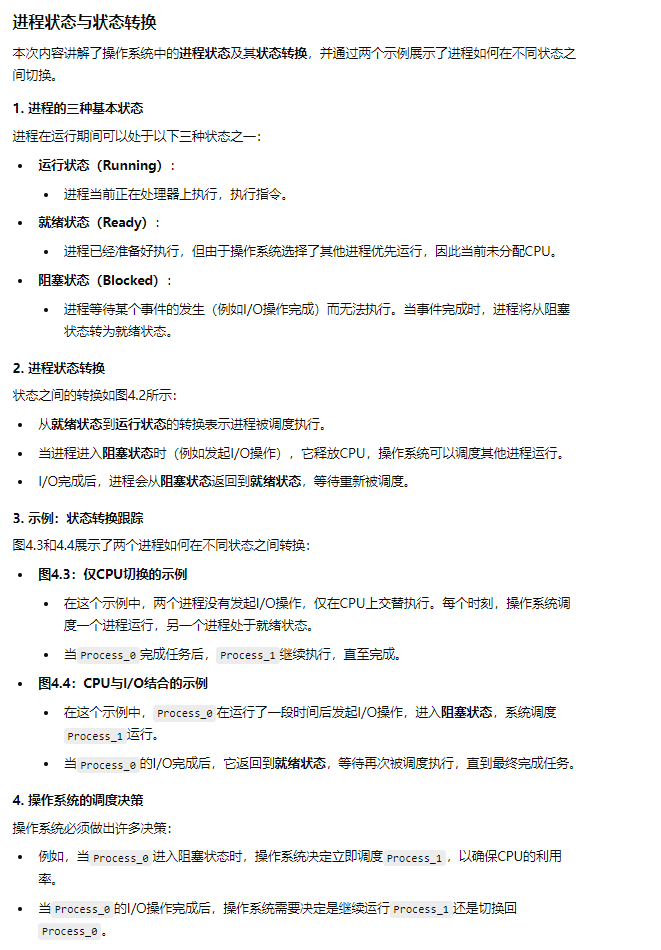 进程状态与状态转换
本次内容讲解了操作系统中的进程状态及其状态转换，并通过两个示例展示了进程如何在不同状态之
间切换。
1. 进程的三种基本状态
进程在运行期间可以处于以下三种状态之一：
• 运行状态（Running）：
• 进程当前正在处理器上执行，执行指令。
• 就绪状态（Ready）：
• 进程已经准备好执行，但由于操作系统选择了其他进程优先运行，因此当前未分配CPU。
• 阻塞状态（Blocked）：
• 进程等待某个事件的发生（例如I/O操作完成）而无法执行。当事件完成时，进程将从阻塞
状态转为就绪状态。
2. 进程状态转换
状态之间的转换如图4.2所示：
• 从就绪状态到运行状态的转换表示进程被调度执行。
• 当进程进入阻塞状态时（例如发起I/O操作），它释放CPU，操作系统可以调度其他进程运行。
• I/O完成后，进程会从阻塞状态返回到就绪状态，等待重新被调度。
3. 示例：状态转换跟踪
图4.3和4.4展示了两个进程如何在不同状态之间转换：
• 图4.3：仅CPU切换的示例
• 在这个示例中，两个进程没有发起I/O操作，仅在CPU上交替执行。每个时刻，操作系统调
度一个进程运行，另一个进程处于就绪状态。
• 当 Process_0 完成任务后， Process_1 继续执行，直至完成。
• 图4.4：CPU与I/O结合的示例
• 在这个示例中， Process_0 在运行了一段时间后发起I/O操作，进入阻塞状态，系统调度
Process_1 运行。
• 当 Process_0 的I/O完成后，它返回到就绪状态，等待再次被调度执行，直到最终完成任务。
4. 操作系统的调度决策
操作系统必须做出许多决策：
• 例如，当 Process_0 进入阻塞状态时，操作系统决定立即调度 Process_1 ，以确保CPU的利用
率。
• 当 Process_0 的I/O操作完成后，操作系统需要决定是继续运行 Process_1 还是切换回
Process_0 。